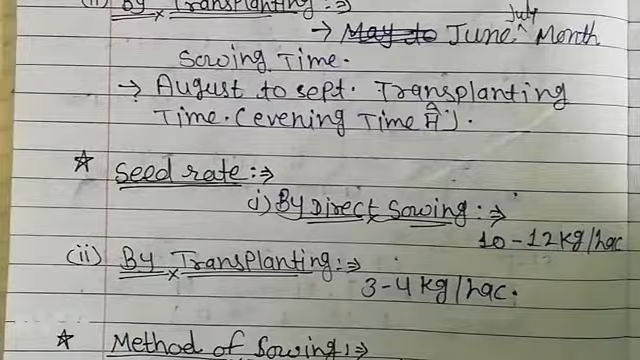 (ii) By Transplanting :⇒
→ May to June ^ July Month
Sowing Time.
→ August to sept. Transplanting
Time. (evening Time में).
☆ Seed rate :⇒
i) By Direct Sowing :⇒
10 - 12 kg/hac
(ii) By Transplanting :⇒
3-4 kg/hac.
☆ Method of Sowing :⇒